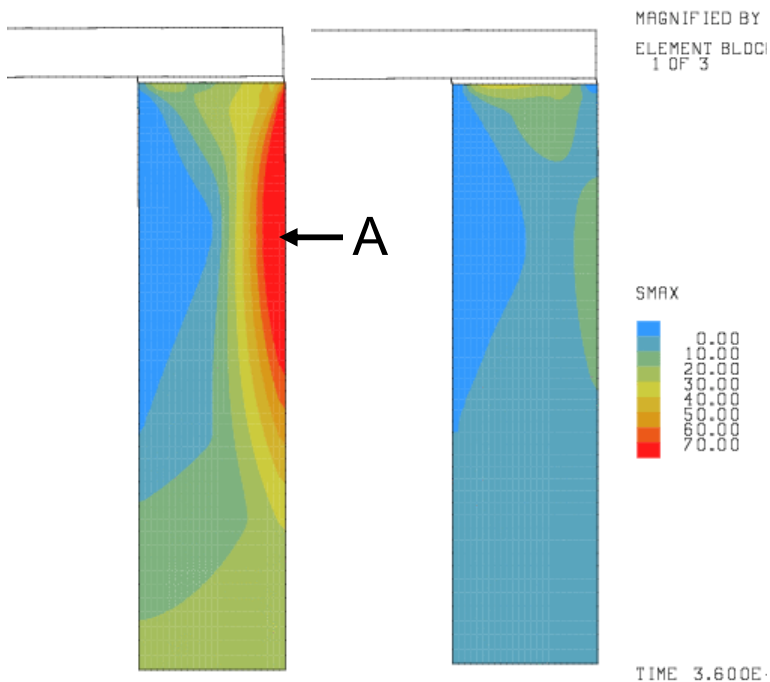 MAGNIFIED BY
ELEMENT BLOC
1 OF 3
A
SMAX
0.00
10.00
20.00
30.00
40.00
50.00
60.00
70.00
TIME 3.600E-